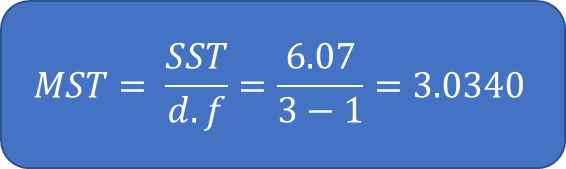 MST = SST / d.f = 6.07 / 3 − 1 = 3.0340